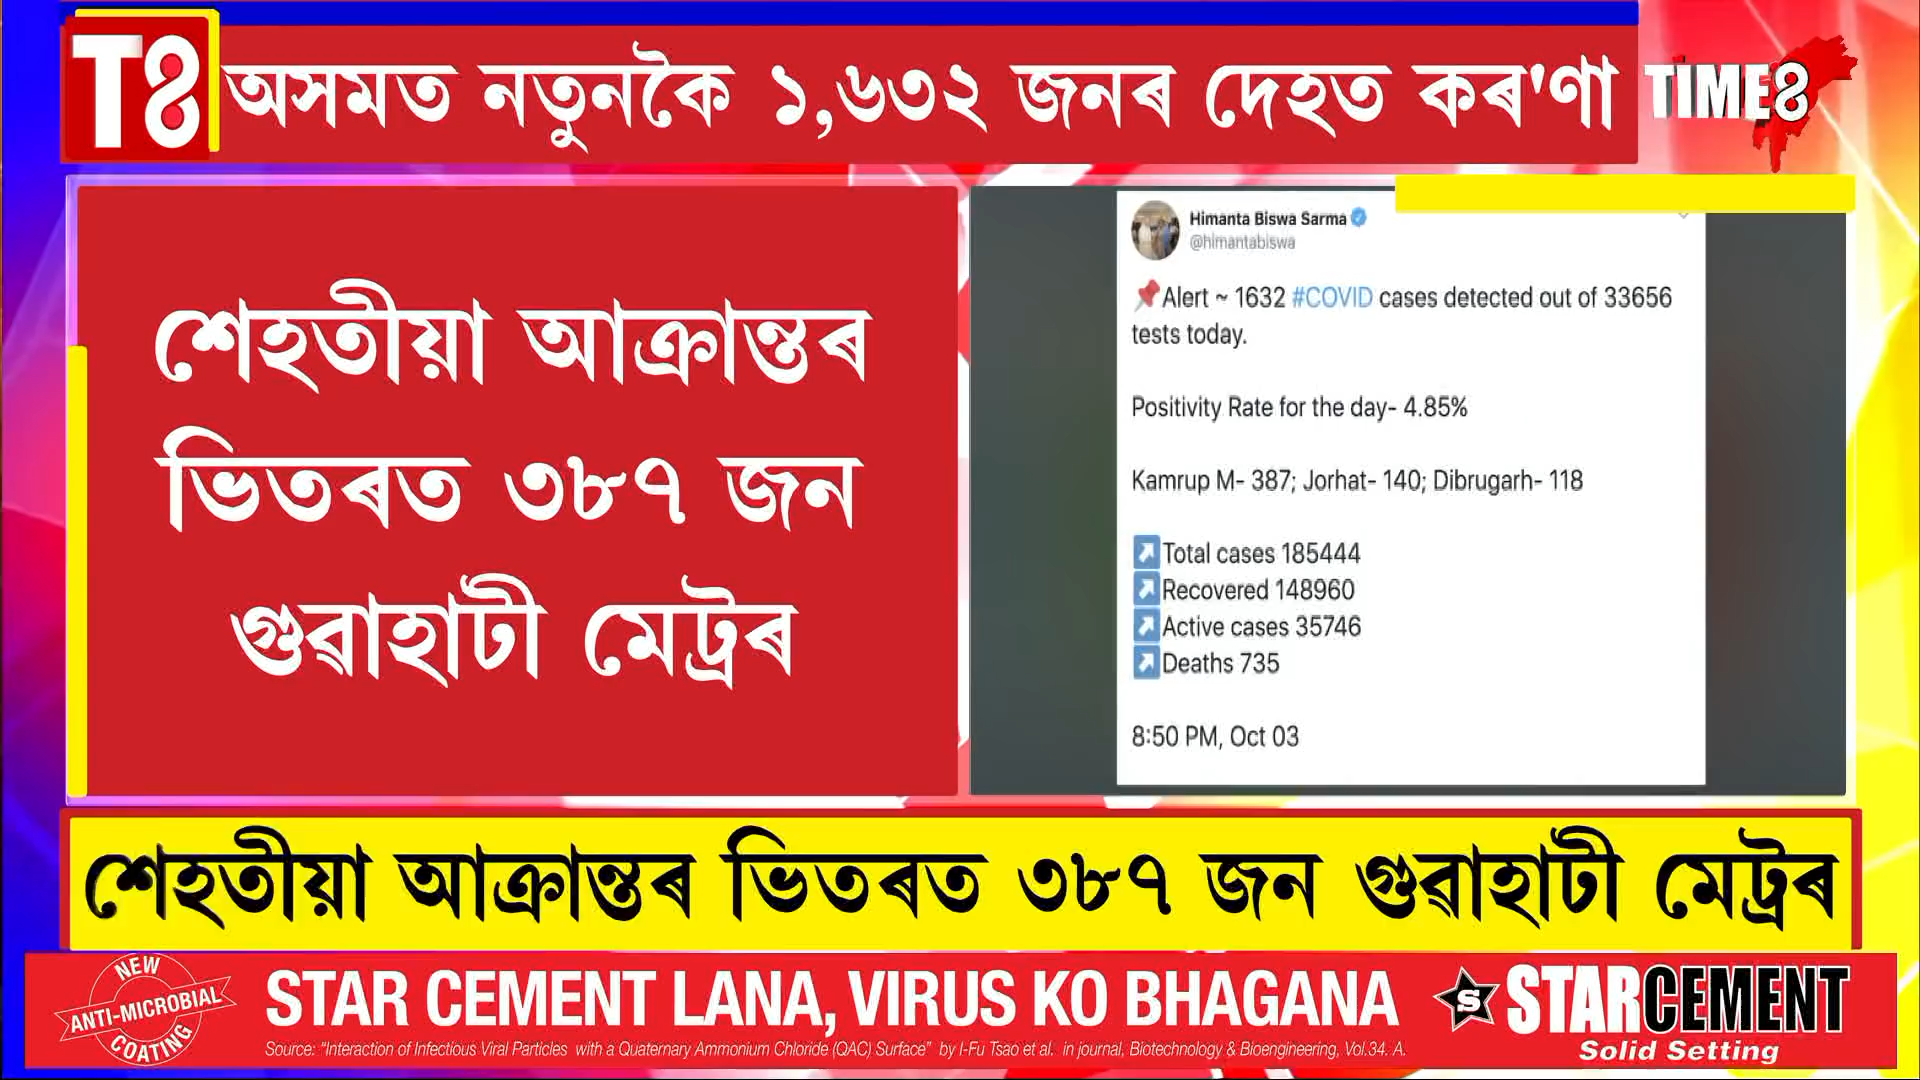 T8
অসমত নতুনকৈ ১,৬৩২ জনৰ দেহত কৰ'ণা
TIME8
শেহতীয়া আক্ৰান্তৰ
ভিতৰত ৩৮৭ জন
গুৱাহাটী মেট্ৰৰ
Himanta Biswa Sarma
@himantabiswa
📌Alert ~ 1632 #COVID cases detected out of 33656
tests today.
Positivity Rate for the day- 4.85%
Kamrup M- 387; Jorhat- 140; Dibrugarh- 118
↗Total cases 185444
↗Recovered 148960
↗Active cases 35746
↗Deaths 735
8:50 PM, Oct 03
শেহতীয়া আক্ৰান্তৰ ভিতৰত ৩৮৭ জন গুৱাহাটী মেট্ৰৰ
NEW
ANTI-MICROBIAL
COATING
STAR CEMENT LANA, VIRUS KO BHAGANA
Source: "Interaction of Infectious Viral Particles with a Quaternary Ammonium Chloride (QAC) Surface" by I-Fu Tsao et al. in journal, Biotechnology & Bioengineering, Vol.34. A.
S STAR CEMENT
Solid Setting